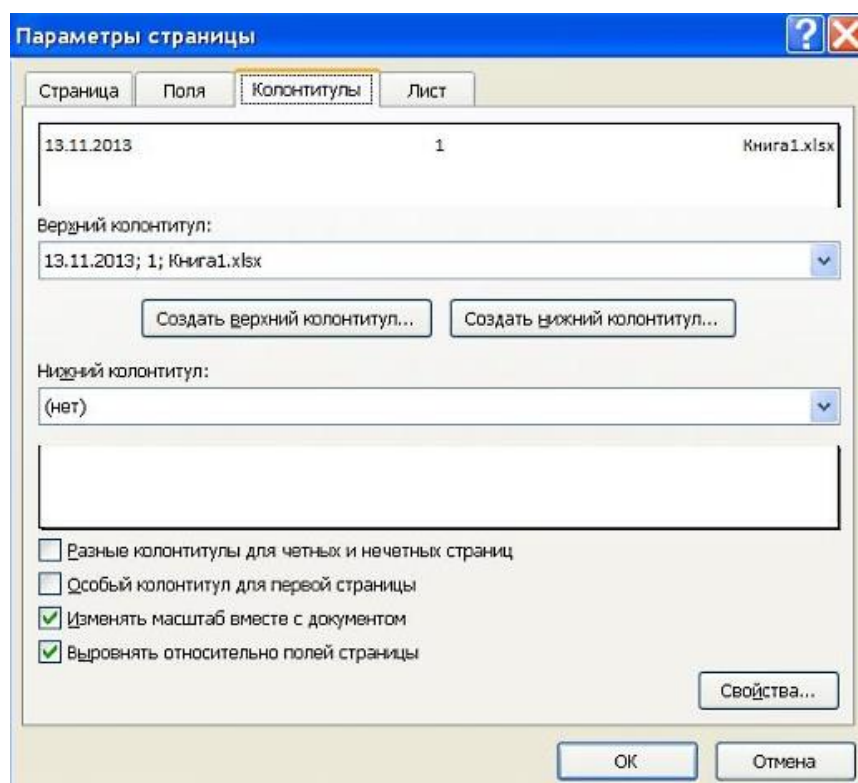 Параметры страницы
Страница Поля Колонтитулы Лист
13.11.2013 1 Книга1.xlsx
Верхний колонтитул:
13.11.2013; 1; Книга1.xlsx
Создать верхний колонтитул... Создать нижний колонтитул...
Нижний колонтитул:
(нет)
Разные колонтитулы для четных и нечетных страниц
Особый колонтитул для первой страницы
Изменять масштаб вместе с документом
Выровнять относительно полей страницы
Свойства...
ОК Отмена